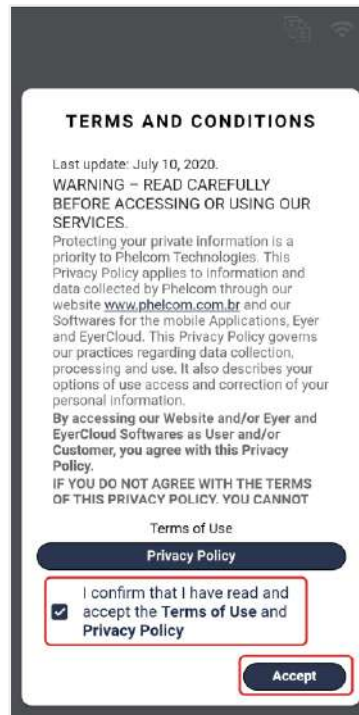 TERMS AND CONDITIONS
Last update: July 10, 2020.
WARNING – READ CAREFULLY
BEFORE ACCESSING OR USING OUR
SERVICES.
Protecting your private information is a
priority to Phelcom Technologies. This
Privacy Policy applies to information and
data collected by Phelcom through our
website www.phelcom.com.br and our
Softwares for the mobile Applications, Eyer
and EyerCloud. This Privacy Policy governs
our practices regarding data collection,
processing and use. It also describes your
options of use access and correction of your
personal information.
By accessing our Website and/or Eyer and
EyerCloud Softwares as User and/or
Customer, you agree with this Privacy
Policy.
IF YOU DO NOT AGREE WITH THE TERMS
OF THIS PRIVACY POLICY, YOU CANNOT
Terms of Use
Privacy Policy
I confirm that I have read and
accept the Terms of Use and
Privacy Policy
Accept